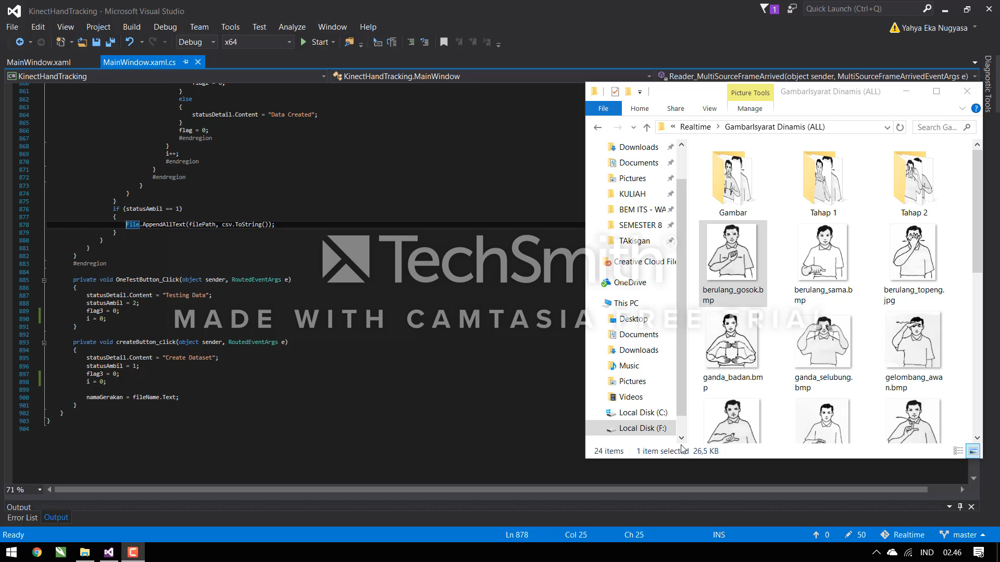 KinectHandTracking - Microsoft Visual Studio
1
Quick Launch (Ctrl+Q)
File Edit View Project Build Debug Team Tools Test Analyze Window Help
Yahya Eka Nugyasa
Debug x64 Start
MainWindow.xaml MainWindow.xaml.cs
C# KinectHandTracking KinectHandTracking.MainWindow Reader_MultiSourceFrameArrived(object sender, MultiSourceFrameArrivedEventArgs e)
Diagnostic Tools
860 flag2 = 0;
861 }
862 else
863 {
864 statusDetail.Content = "Data Created";
865 }
866 flag = 0;
867 #endregion
868 }
869 i++;
870 #endregion
871 }
872 #endregion
873 }
874 }
875 }
876 if (statusAmbil == 1)
877 {
878 File.AppendAllText(filePath, csv.ToString());
879 }
880 }
881 }
882 }
883 #endregion
884
885 private void OneTestButton_Click(object sender, RoutedEventArgs e)
886 {
887 statusDetail.Content = "Testing Data";
888 statusAmbil = 2;
889 flag3 = 0;
890 i = 0;
891 }
892
893 private void createButton_click(object sender, RoutedEventArgs e)
894 {
895 statusDetail.Content = "Create Dataset";
896 statusAmbil = 1;
897 flag3 = 0;
898 i = 0;
899
900 namaGerakan = fileName.Text;
901 }
902 }
903 }
904
Picture Tools GambarIsyarat Dinamis (ALL)
File Home Share View Manage
« Realtime > GambarIsyarat Dinamis (ALL)
Search Ga...
Downloads
Documents
Pictures
KULIAH
BEM ITS - WA
SEMESTER 8
TAkisgan
Creative Cloud File
OneDrive
This PC
Desktop
Documents
Downloads
Music
Pictures
Videos
Local Disk (C:)
Local Disk (F:)
Gambar Tahap 1 Tahap 2
berulang_gosok.b
mp
berulang_sama.b
mp
berulang_topeng.
jpg
ganda_badan.bm
p
ganda_selubung.
bmp
gelombang_awa
n.bmp
24 items 1 item selected 26,5 KB
TechSmith®
MADE WITH CAMTASIA FREE TRIAL
71 %
Output
Error List Output
Ready Ln 878 Col 25 Ch 25 INS 0 50 Realtime master
IND 02.46